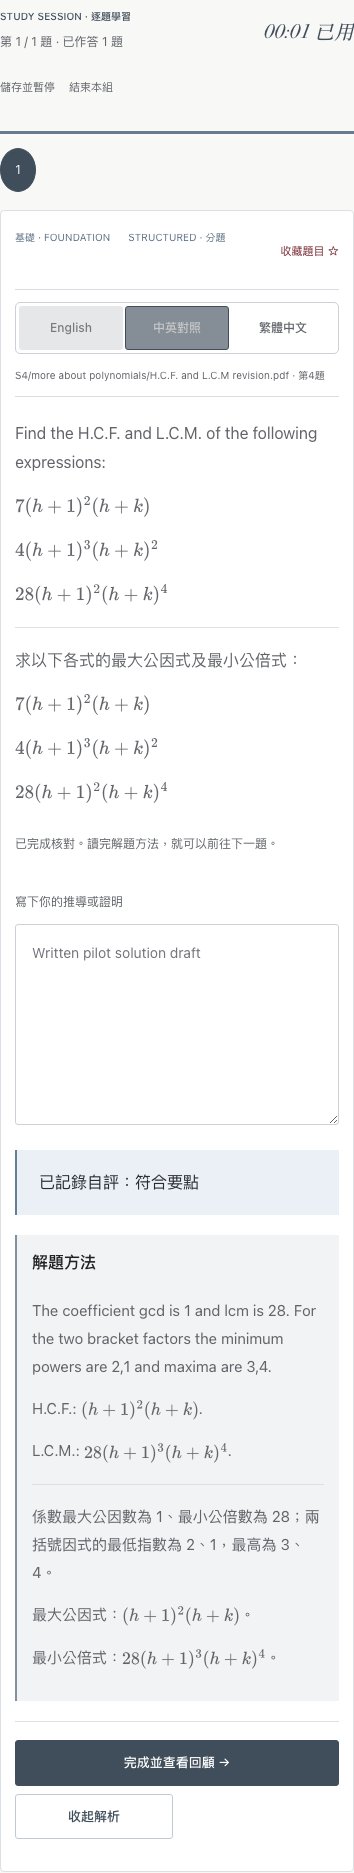 STUDY SESSION · 逐題學習
00:01 已用
第 1 / 1 題 · 已作答 1 題
儲存並暫停 結束本組
1
基礎 · FOUNDATION STRUCTURED · 分題
收藏題目 ☆
English 中英對照 繁體中文
S4/more about polynomials/H.C.F. and L.C.M revision.pdf · 第4題
Find the H.C.F. and L.C.M. of the following
expressions:
7(h + 1)²(h + k)
4(h + 1)³(h + k)²
28(h + 1)²(h + k)⁴
求以下各式的最大公因式及最小公倍式：
7(h + 1)²(h + k)
4(h + 1)³(h + k)²
28(h + 1)²(h + k)⁴
已完成核對。讀完解題方法，就可以前往下一題。
寫下你的推導或證明
Written pilot solution draft
已記錄自評：符合要點
解題方法
The coefficient gcd is 1 and lcm is 28. For
the two bracket factors the minimum
powers are 2,1 and maxima are 3,4.
H.C.F.: (h + 1)²(h + k).
L.C.M.: 28(h + 1)³(h + k)⁴.
係數最大公因數為 1、最小公倍數為 28；兩
括號因式的最低指數為 2、1，最高為 3、
4。
最大公因式：(h + 1)²(h + k)。
最小公倍式：28(h + 1)³(h + k)⁴。
完成並查看回顧 →
收起解析